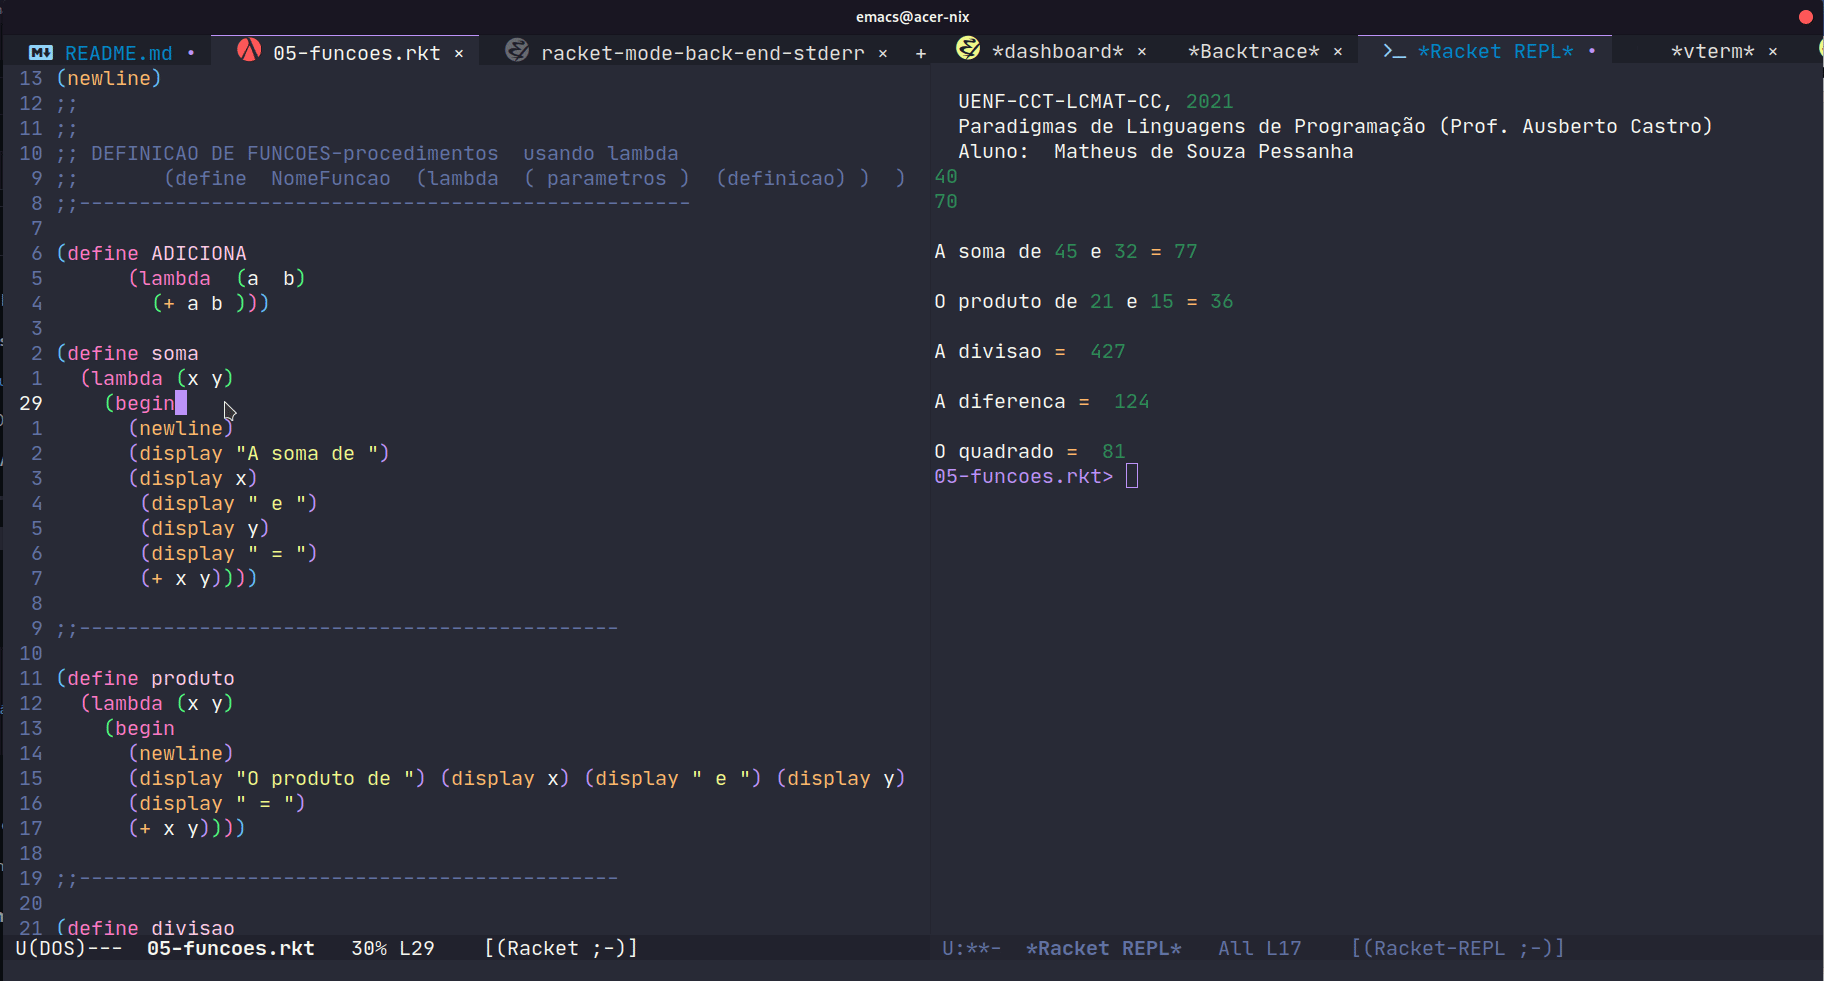 emacs@acer-nix
README.md • 05-funcoes.rkt × racket-mode-back-end-stderr × +
13 (newline)
12 ;;
11 ;;
10 ;; DEFINICAO DE FUNCOES-procedimentos  usando lambda
9 ;;       (define  NomeFuncao  (lambda  ( parametros )  (definicao) )  )
8 ;;---------------------------------------------------
7
6 (define ADICIONA
5       (lambda  (a  b)
4         (+ a b )))
3
2 (define soma
1   (lambda (x y)
29     (begin
1       (newline)
2       (display "A soma de ")
3       (display x)
4        (display " e ")
5        (display y)
6        (display " = ")
7        (+ x y))))
8
9 ;;---------------------------------------------
10
11 (define produto
12   (lambda (x y)
13     (begin
14       (newline)
15       (display "O produto de ") (display x) (display " e ") (display y)
16       (display " = ")
17       (+ x y))))
18
19 ;;---------------------------------------------
20
21 (define divisao
U(DOS)---  05-funcoes.rkt   30% L29    [(Racket ;-)]
*dashboard* × *Backtrace* × >_ *Racket REPL* • *vterm* ×
UENF-CCT-LCMAT-CC, 2021
Paradigmas de Linguagens de Programação (Prof. Ausberto Castro)
Aluno:  Matheus de Souza Pessanha
40
70
A soma de 45 e 32 = 77
O produto de 21 e 15 = 36
A divisao =  427
A diferenca =  124
O quadrado =  81
05-funcoes.rkt>
U:**-  *Racket REPL*   All L17    [(Racket-REPL ;-)]